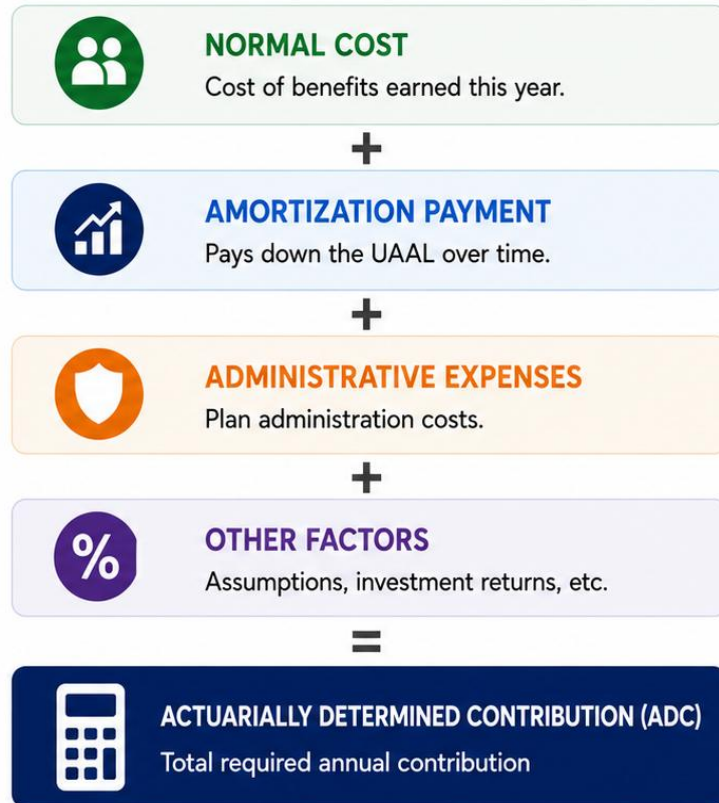 NORMAL COST
Cost of benefits earned this year.
+
AMORTIZATION PAYMENT
Pays down the UAAL over time.
+
ADMINISTRATIVE EXPENSES
Plan administration costs.
+
%
OTHER FACTORS
Assumptions, investment returns, etc.
=
ACTUARIALLY DETERMINED CONTRIBUTION (ADC)
Total required annual contribution